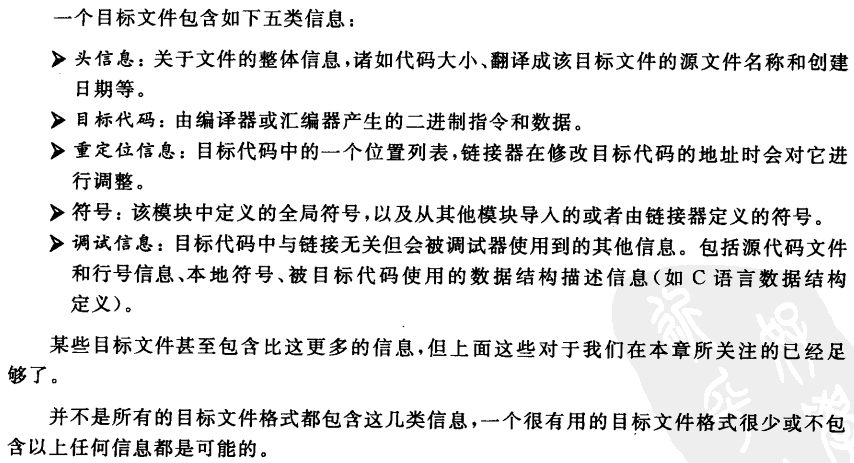 一个目标文件包含如下五类信息：
➤ 头信息：关于文件的整体信息,诸如代码大小、翻译成该目标文件的源文件名称和创建
日期等。
➤ 目标代码：由编译器或汇编器产生的二进制指令和数据。
➤ 重定位信息：目标代码中的一个位置列表,链接器在修改目标代码的地址时会对它进
行调整。
➤ 符号：该模块中定义的全局符号,以及从其他模块导入的或者由链接器定义的符号。
➤ 调试信息：目标代码中与链接无关但会被调试器使用到的其他信息。包括源代码文件
和行号信息、本地符号、被目标代码使用的数据结构描述信息(如 C 语言数据结构
定义)。
某些目标文件甚至包含比这更多的信息,但上面这些对于我们在本章所关注的已经足
够了。
并不是所有的目标文件格式都包含这几类信息,一个很有用的目标文件格式很少或不包
含以上任何信息都是可能的。